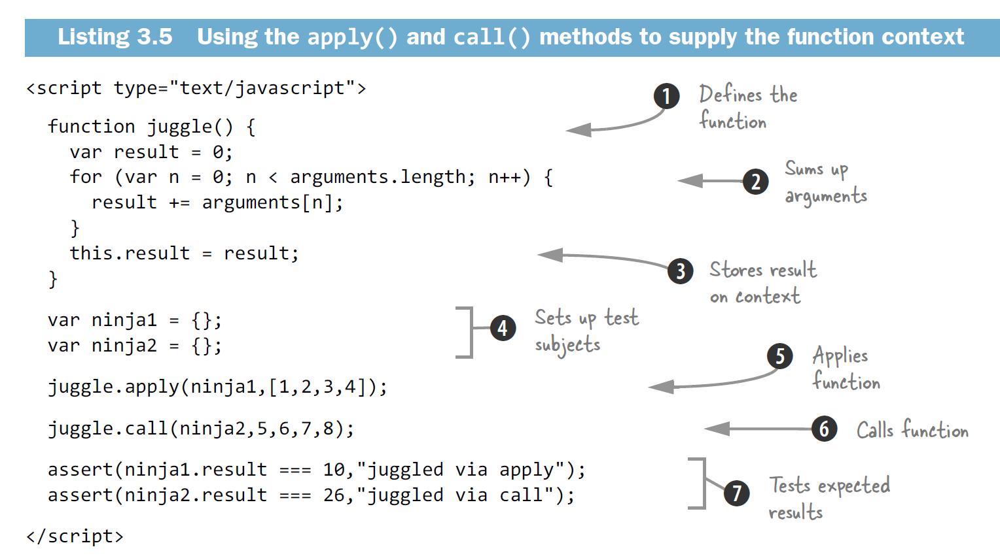 Listing 3.5 Using the apply() and call() methods to supply the function context
<script type="text/javascript">
function juggle() {
var result = 0;
for (var n = 0; n < arguments.length; n++) {
result += arguments[n];
}
this.result = result;
}
var ninja1 = {};
var ninja2 = {};
juggle.apply(ninja1,[1,2,3,4]);
juggle.call(ninja2,5,6,7,8);
assert(ninja1.result === 10,"juggled via apply");
assert(ninja2.result === 26,"juggled via call");
</script>
1 Defines the
function
2 Sums up
arguments
3 Stores result
on context
4 Sets up test
subjects
5 Applies
function
6 Calls function
7 Tests expected
results